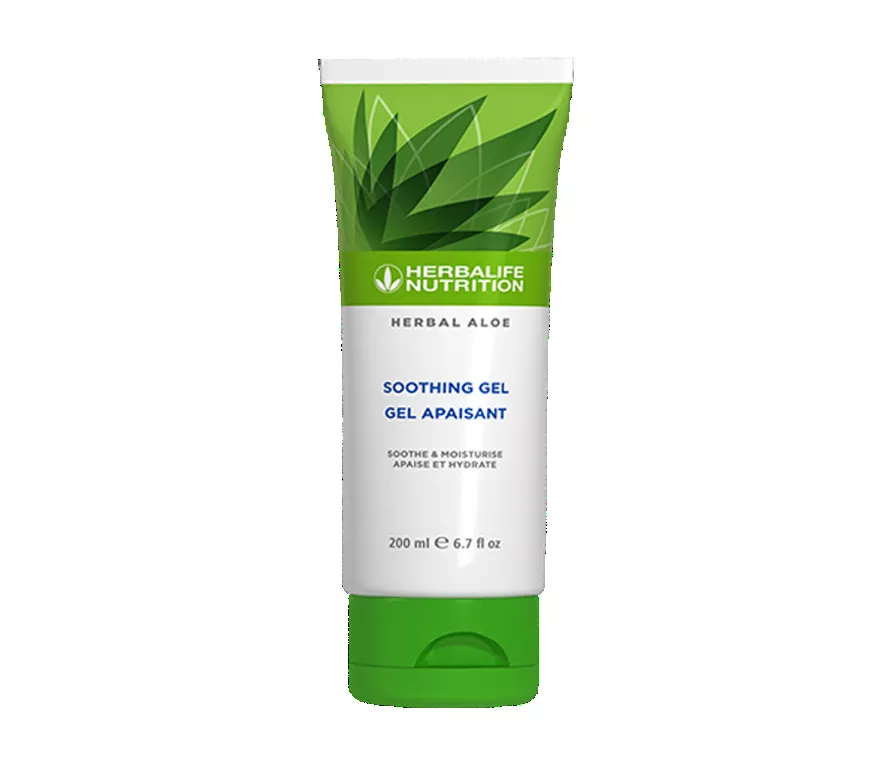 HERBALIFE
NUTRITION
HERBAL ALOE
SOOTHING GEL
GEL APAISANT
SOOTHE & MOISTURISE
APAISE ET HYDRATE
200 ml ℮ 6.7 fl oz